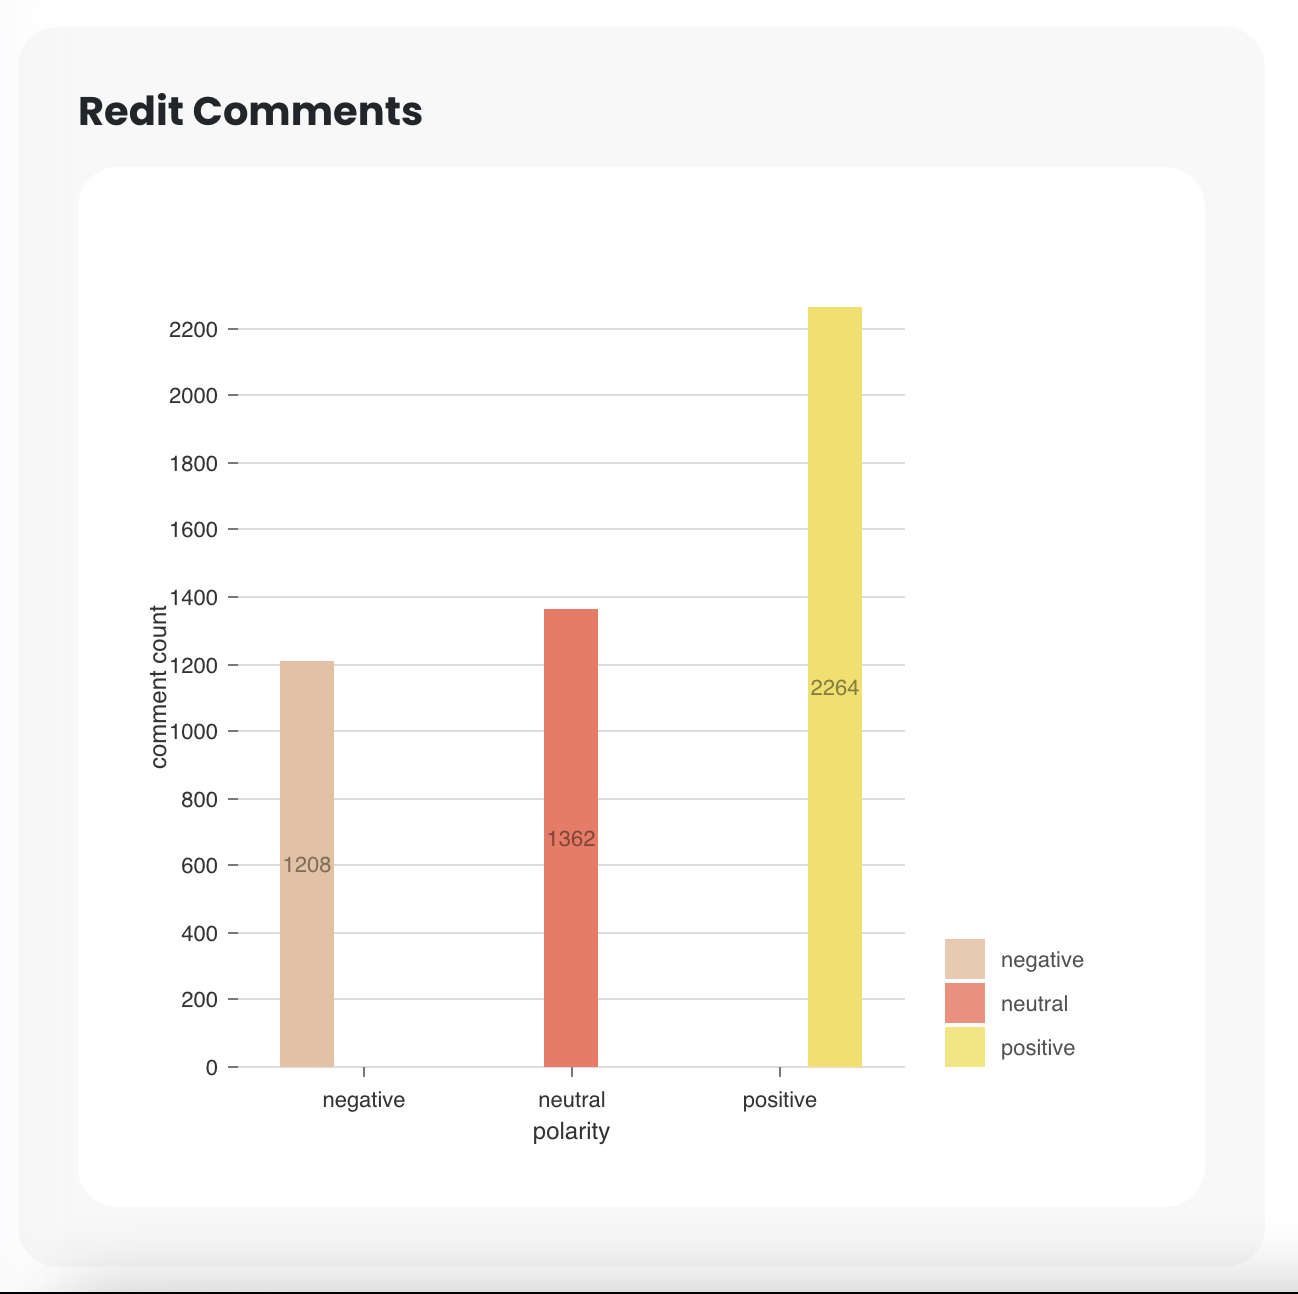 Redit Comments
2200
2000
1800
1600
1400
1200
1000
800
600
400
200
0
comment count
1208
1362
2264
negative
neutral
positive
polarity
negative
neutral
positive